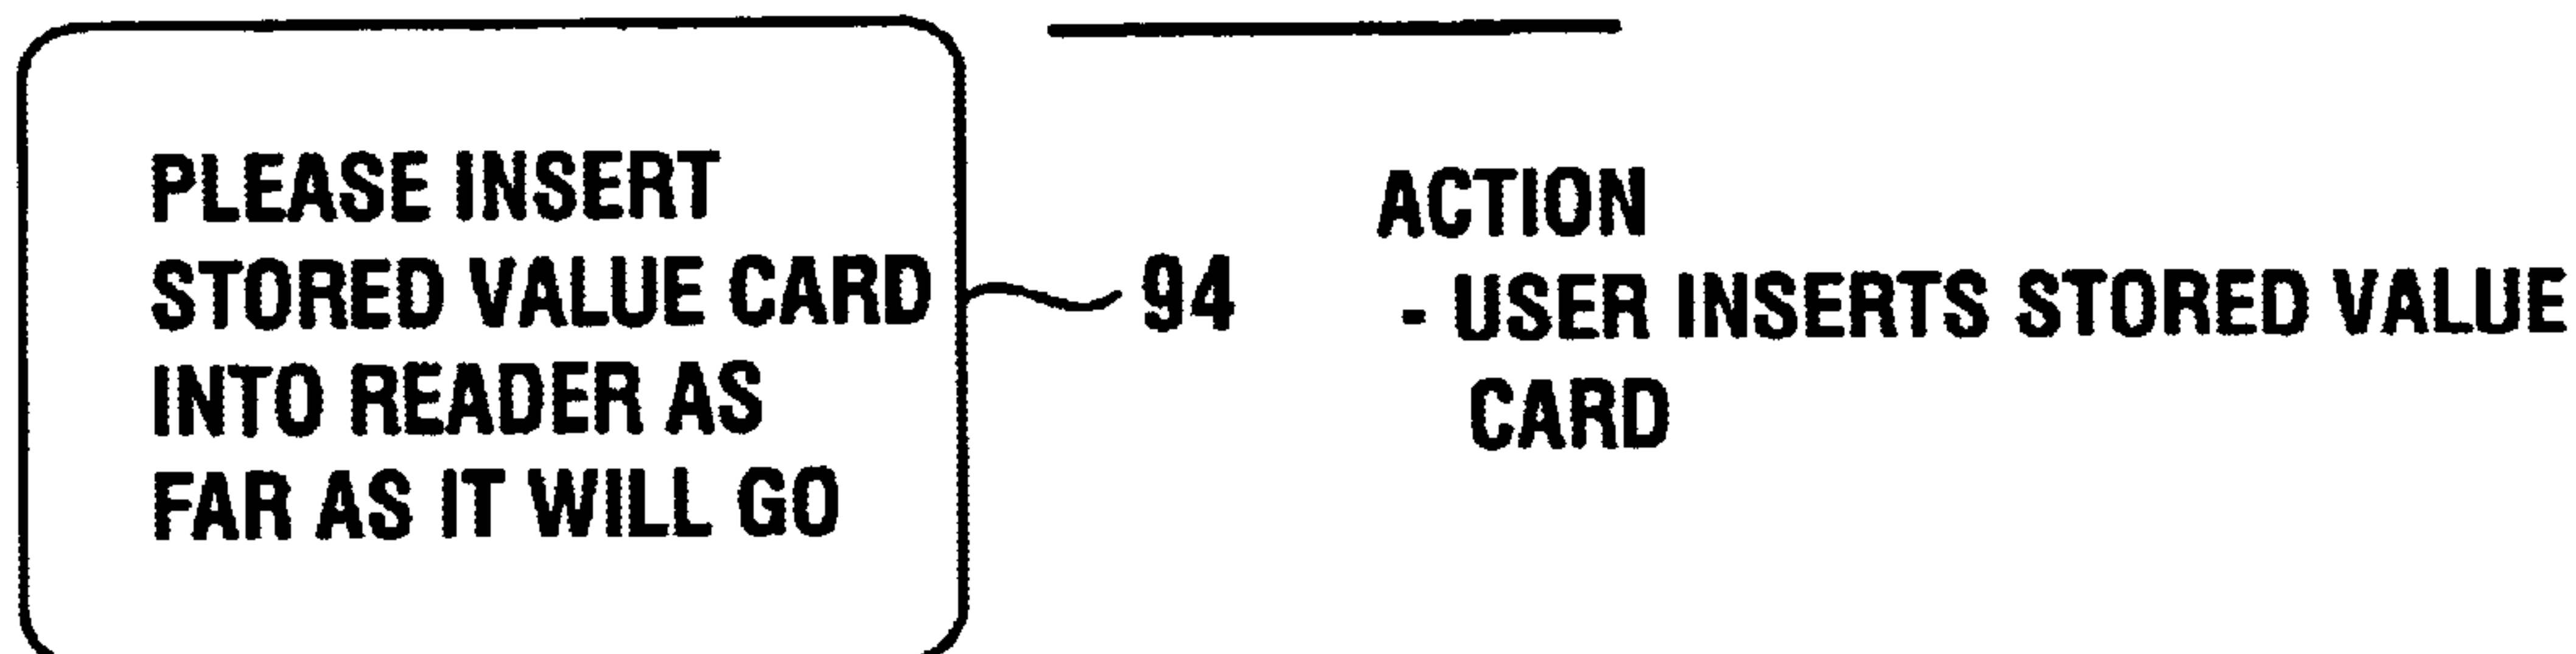 PLEASE INSERT
STORED VALUE CARD
INTO READER AS
FAR AS IT WILL GO
94
ACTION
- USER INSERTS STORED VALUE
CARD